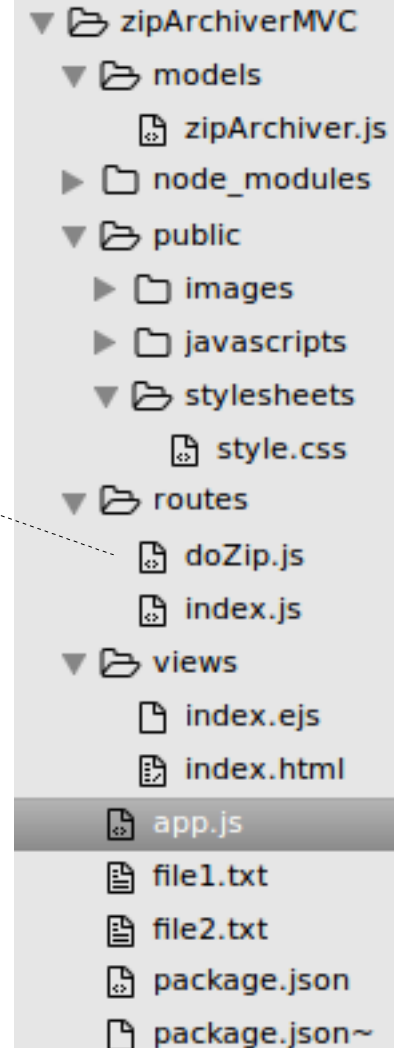 zipArchiverMVC
models
zipArchiver.js
node_modules
public
images
javascripts
stylesheets
style.css
routes
doZip.js
index.js
views
index.ejs
index.html
app.js
file1.txt
file2.txt
package.json
package.json~